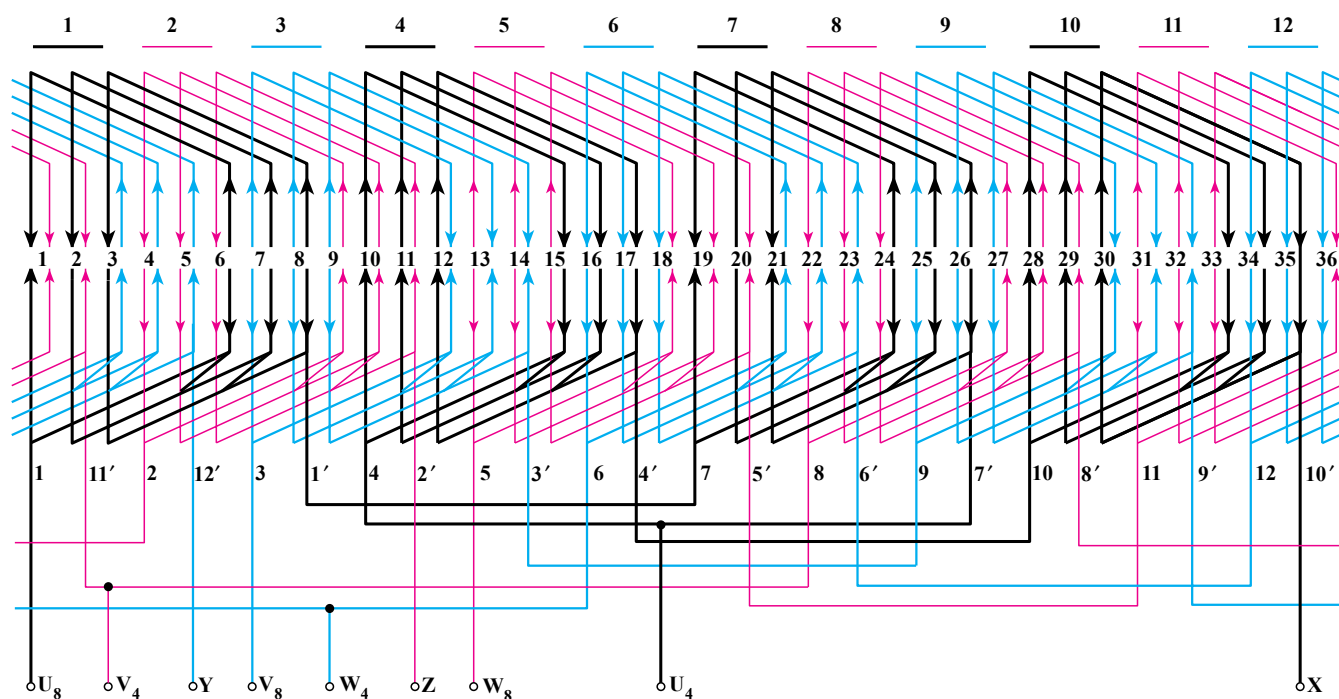 1 2 3 4 5 6 7 8 9 10 11 12
1 2 3 4 5 6 7 8 9 10 11 12 13 14 15 16 17 18 19 20 21 22 23 24 25 26 27 28 29 30 31 32 33 34 35 36
1 11′ 2 12′ 3 1′ 4 2′ 5 3′ 6 4′ 7 5′ 8 6′ 9 7′ 10 8′ 11 9′ 12 10′
U₈ V₄ Y V₈ W₄ Z W₈ U₄ X